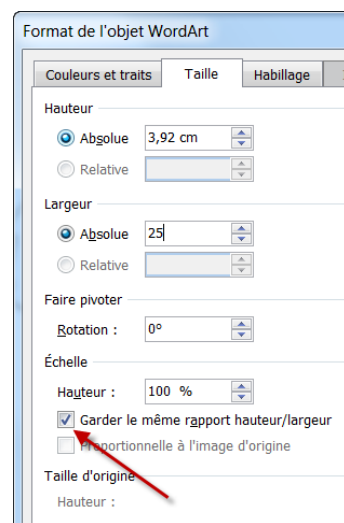 Format de l'objet WordArt
Couleurs et traits Taille Habillage
Hauteur
Absolue 3,92 cm
Relative
Largeur
Absolue 25
Relative
Faire pivoter
Rotation : 0°
Échelle
Hauteur : 100 %
Garder le même rapport hauteur/largeur
Proportionnelle à l'image d'origine
Taille d'origine
Hauteur :